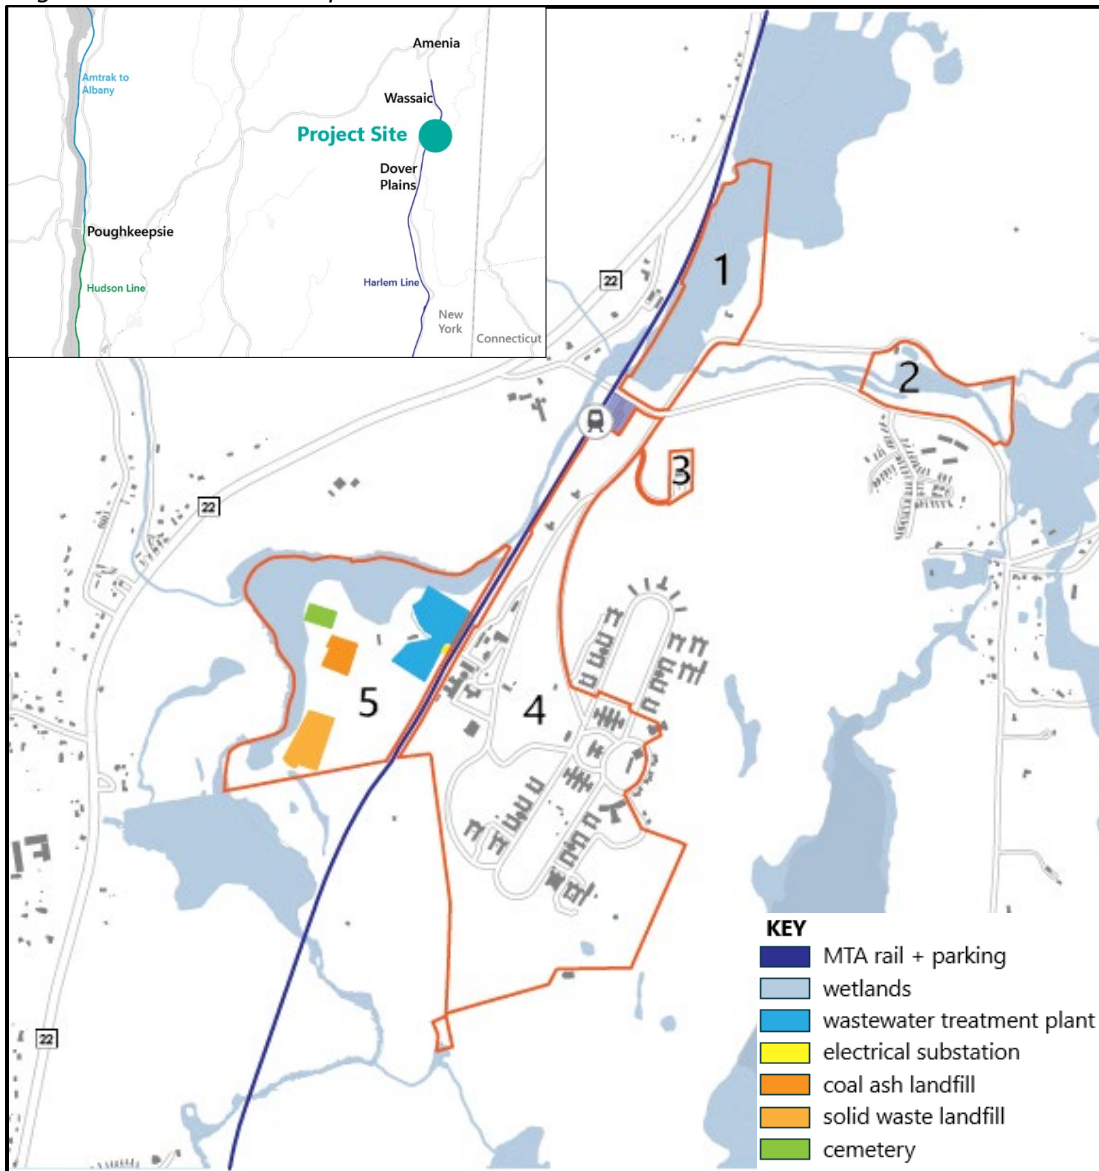 Amenia
Amtrak to
Albany
Wassaic
Project Site
Dover
Plains
Poughkeepsie
Hudson Line
Harlem Line
New
York
Connecticut
22
1
2
3
22
4
5
22
KEY
MTA rail + parking
wetlands
wastewater treatment plant
electrical substation
coal ash landfill
solid waste landfill
cemetery